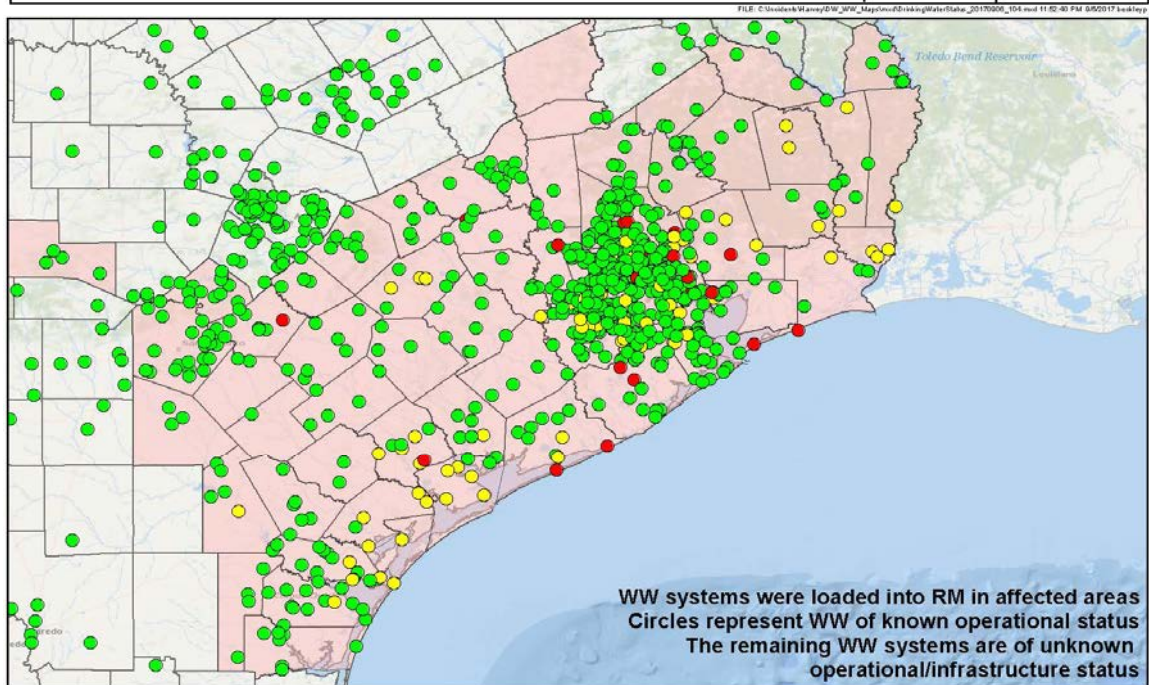 FILE: C:\Incidents\Harvey\DW_WW_Maps\mxd\DrinkingWaterStatus_20170906_104.mxd 11:52:40 PM 9/6/2017
Toledo Bend Reservoir
Louisiana
WW systems were loaded into RM in affected areas
Circles represent WW of known operational status
The remaining WW systems are of unknown
operational/infrastructure status